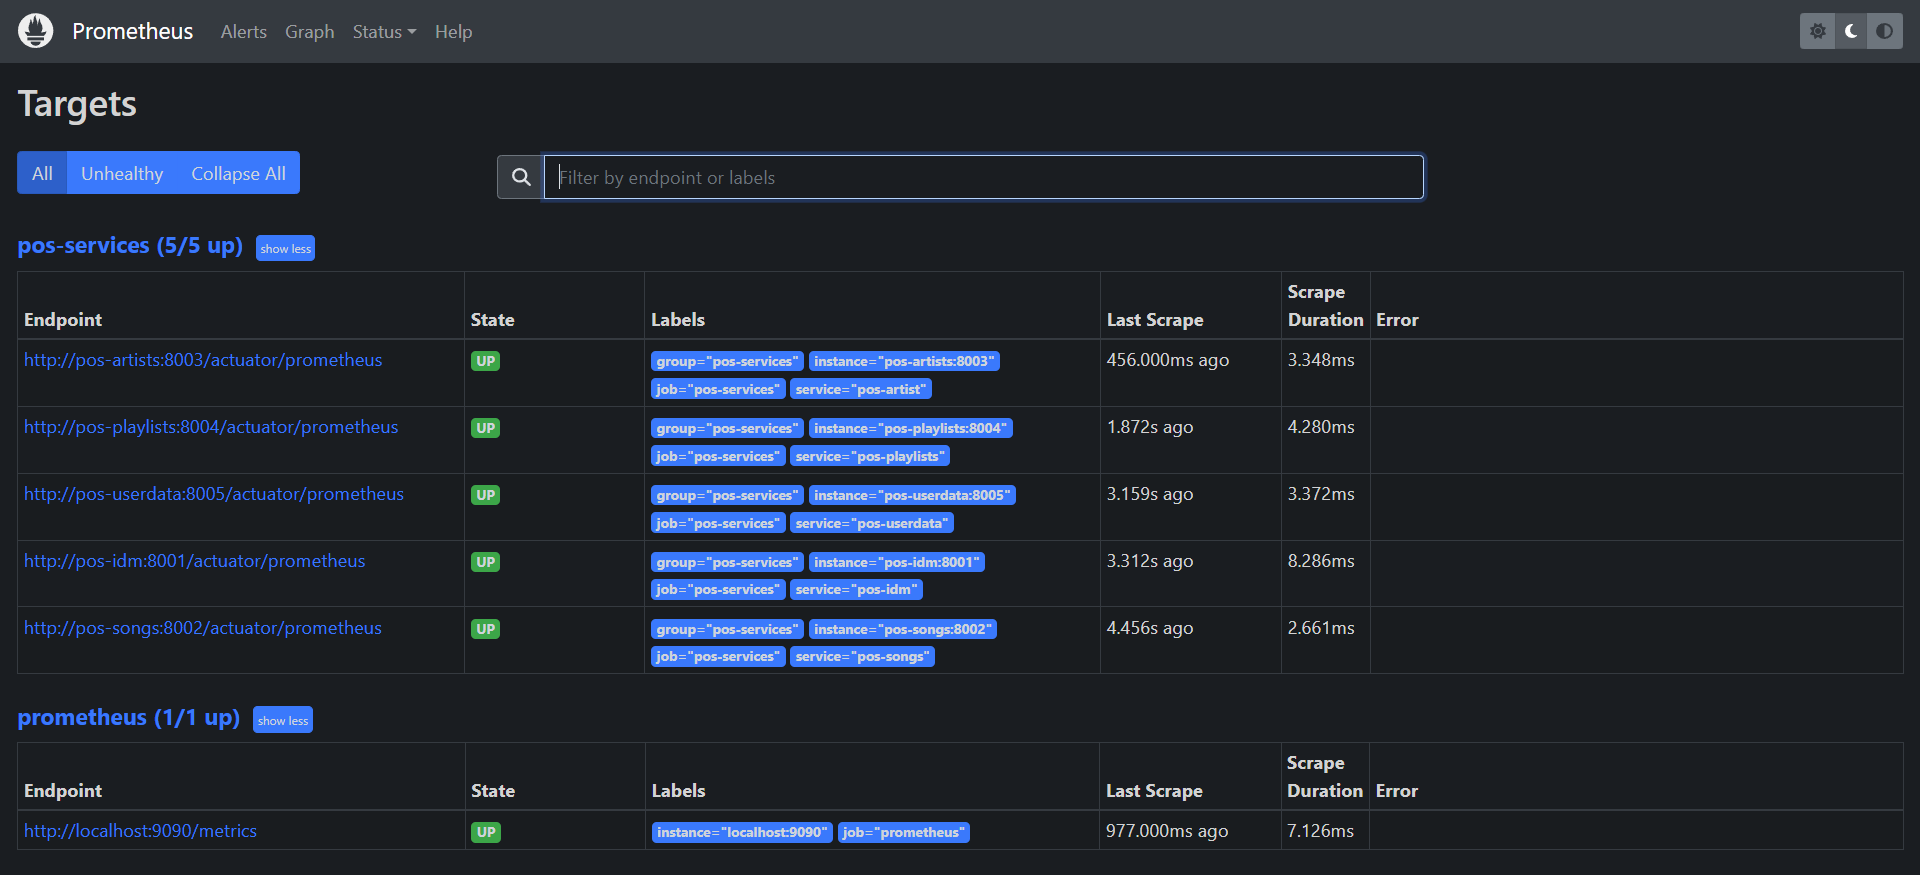 Prometheus Alerts Graph Status Help
Targets
All Unhealthy Collapse All
Filter by endpoint or labels
pos-services (5/5 up) show less
Endpoint State Labels Last Scrape Scrape Duration Error
http://pos-artists:8003/actuator/prometheus UP group="pos-services" instance="pos-artists:8003" 456.000ms ago 3.348ms
job="pos-services" service="pos-artist"
http://pos-playlists:8004/actuator/prometheus UP group="pos-services" instance="pos-playlists:8004" 1.872s ago 4.280ms
job="pos-services" service="pos-playlists"
http://pos-userdata:8005/actuator/prometheus UP group="pos-services" instance="pos-userdata:8005" 3.159s ago 3.372ms
job="pos-services" service="pos-userdata"
http://pos-idm:8001/actuator/prometheus UP group="pos-services" instance="pos-idm:8001" 3.312s ago 8.286ms
job="pos-services" service="pos-idm"
http://pos-songs:8002/actuator/prometheus UP group="pos-services" instance="pos-songs:8002" 4.456s ago 2.661ms
job="pos-services" service="pos-songs"
prometheus (1/1 up) show less
Endpoint State Labels Last Scrape Scrape Duration Error
http://localhost:9090/metrics UP instance="localhost:9090" job="prometheus" 977.000ms ago 7.126ms